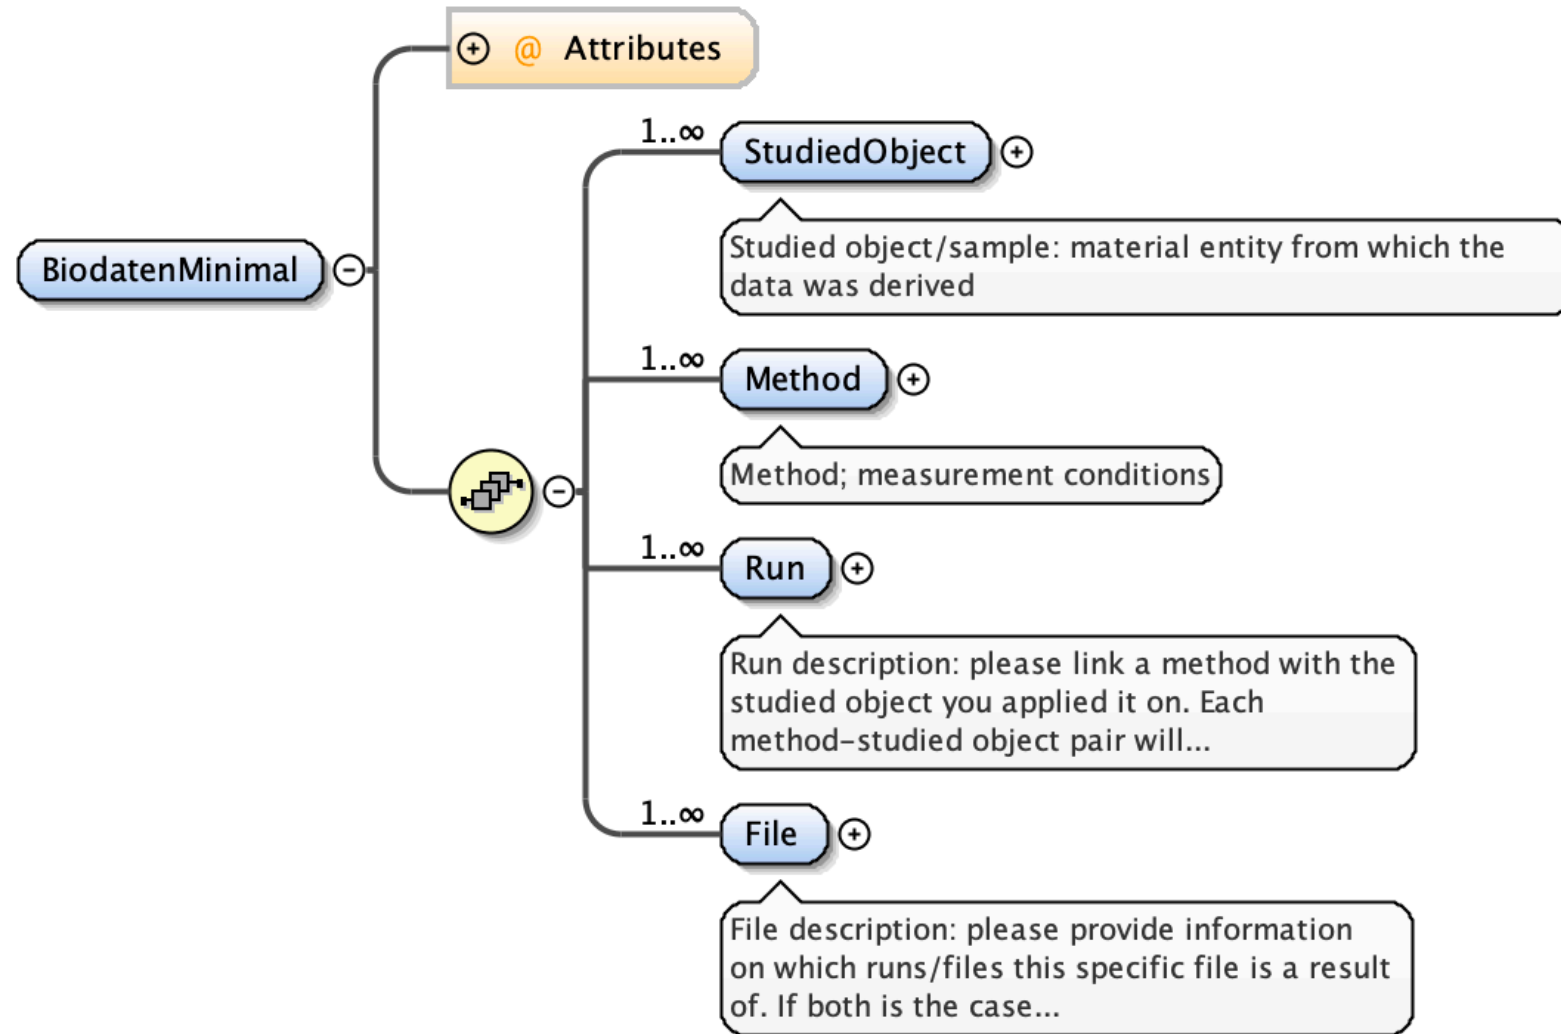 @ Attributes
1..∞
StudiedObject
Studied object/sample: material entity from which the
data was derived
BiodatenMinimal
1..∞
Method
Method; measurement conditions
1..∞
Run
Run description: please link a method with the
studied object you applied it on. Each
method-studied object pair will...
1..∞
File
File description: please provide information
on which runs/files this specific file is a result
of. If both is the case...